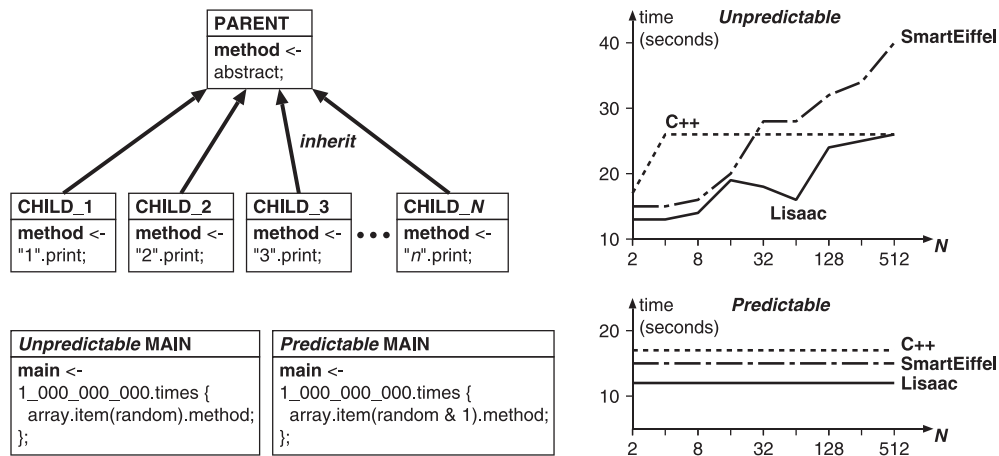 PARENT
method <-
abstract;
inherit
CHILD_1
method <-
"1".print;
CHILD_2
method <-
"2".print;
CHILD_3
method <-
"3".print;
•••
CHILD_N
method <-
"n".print;
Unpredictable MAIN
main <-
1_000_000_000.times {
array.item(random).method;
};
Predictable MAIN
main <-
1_000_000_000.times {
array.item(random & 1).method;
};
time
(seconds)
Unpredictable
SmartEiffel
C++
Lisaac
40
30
20
10
2 8 32 128 512 N
time
(seconds)
Predictable
C++
SmartEiffel
Lisaac
20
10
2 8 32 128 512 N